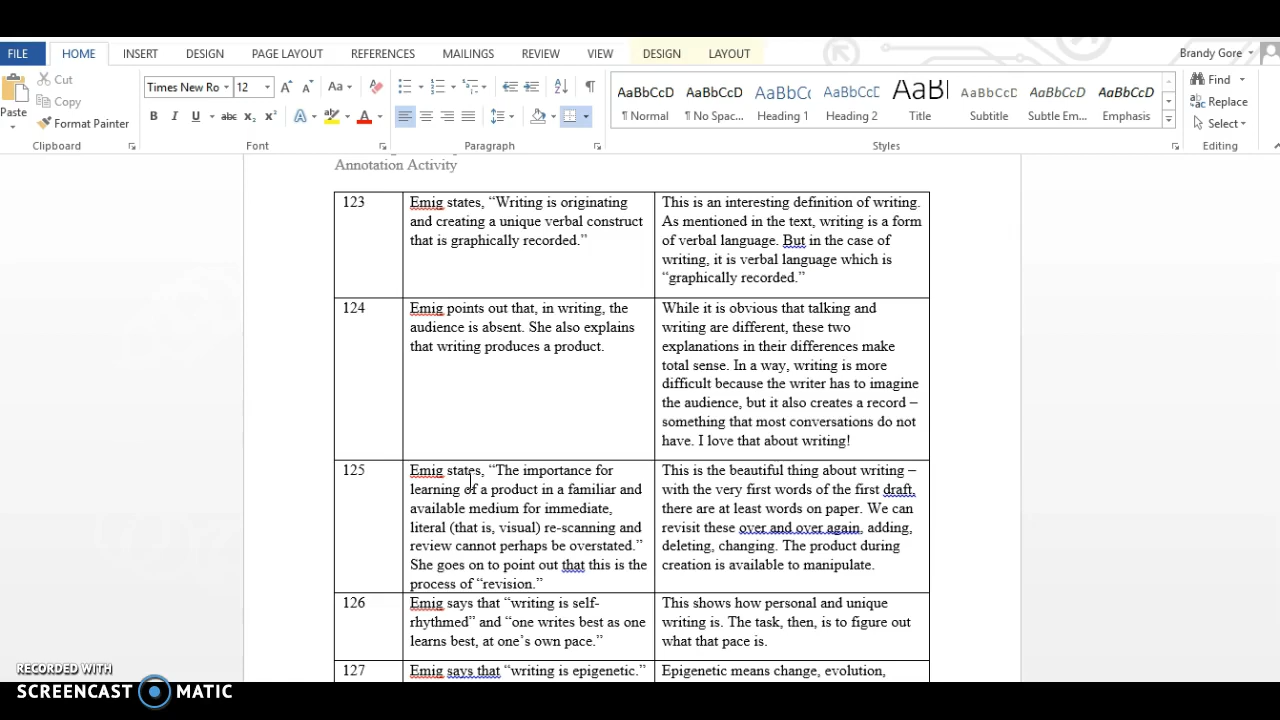 FILE HOME INSERT DESIGN PAGE LAYOUT REFERENCES MAILINGS REVIEW VIEW DESIGN LAYOUT Brandy Gore
Cut
Copy
Paste
Format Painter
Times New Ro 12 Aa
B I U abc x2 x2 A A
AaBbCcD AaBbCcD AaBbCc AaBbCcD AaBl AaBbCcD AaBbCcD AaBbCcD
¶ Normal ¶ No Spac... Heading 1 Heading 2 Title Subtitle Subtle Em... Emphasis
Find
Replace
Select
Clipboard Font Paragraph Styles Editing
Annotation Activity
123
Emig states, “Writing is originating
and creating a unique verbal construct
that is graphically recorded.”
This is an interesting definition of writing.
As mentioned in the text, writing is a form
of verbal language. But in the case of
writing, it is verbal language which is
“graphically recorded.”
124
Emig points out that, in writing, the
audience is absent. She also explains
that writing produces a product.
While it is obvious that talking and
writing are different, these two
explanations in their differences make
total sense. In a way, writing is more
difficult because the writer has to imagine
the audience, but it also creates a record –
something that most conversations do not
have. I love that about writing!
125
Emig states, “The importance for
learning of a product in a familiar and
available medium for immediate,
literal (that is, visual) re-scanning and
review cannot perhaps be overstated.”
She goes on to point out that this is the
process of “revision.”
This is the beautiful thing about writing –
with the very first words of the first draft,
there are at least words on paper. We can
revisit these over and over again, adding,
deleting, changing. The product during
creation is available to manipulate.
126
Emig says that “writing is self-
rhythmed” and “one writes best as one
learns best, at one’s own pace.”
This shows how personal and unique
writing is. The task, then, is to figure out
what that pace is.
127
Emig says that “writing is epigenetic.”
Epigenetic means change, evolution,
RECORDED WITH
SCREENCAST MATIC